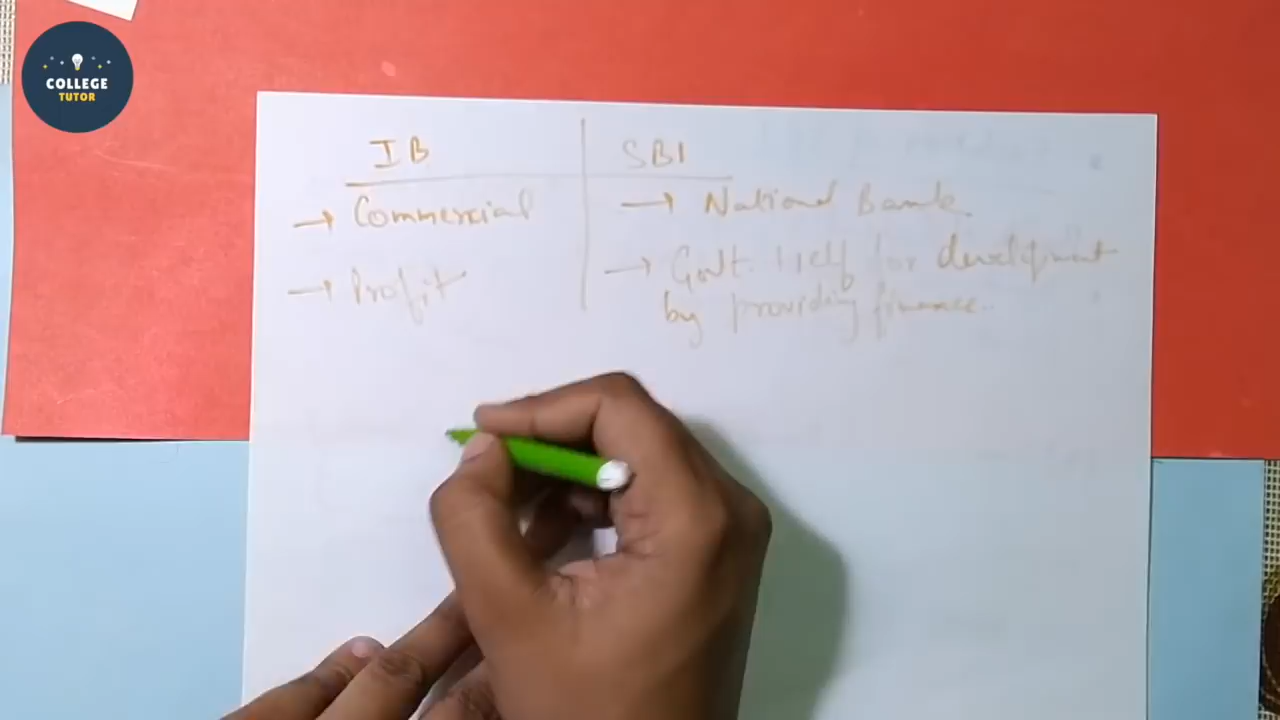 COLLEGE
TUTOR
IB
SBI
→ Commercial
→ National Bank.
→ Profit
→ Govt. Help for development
by providing finance.